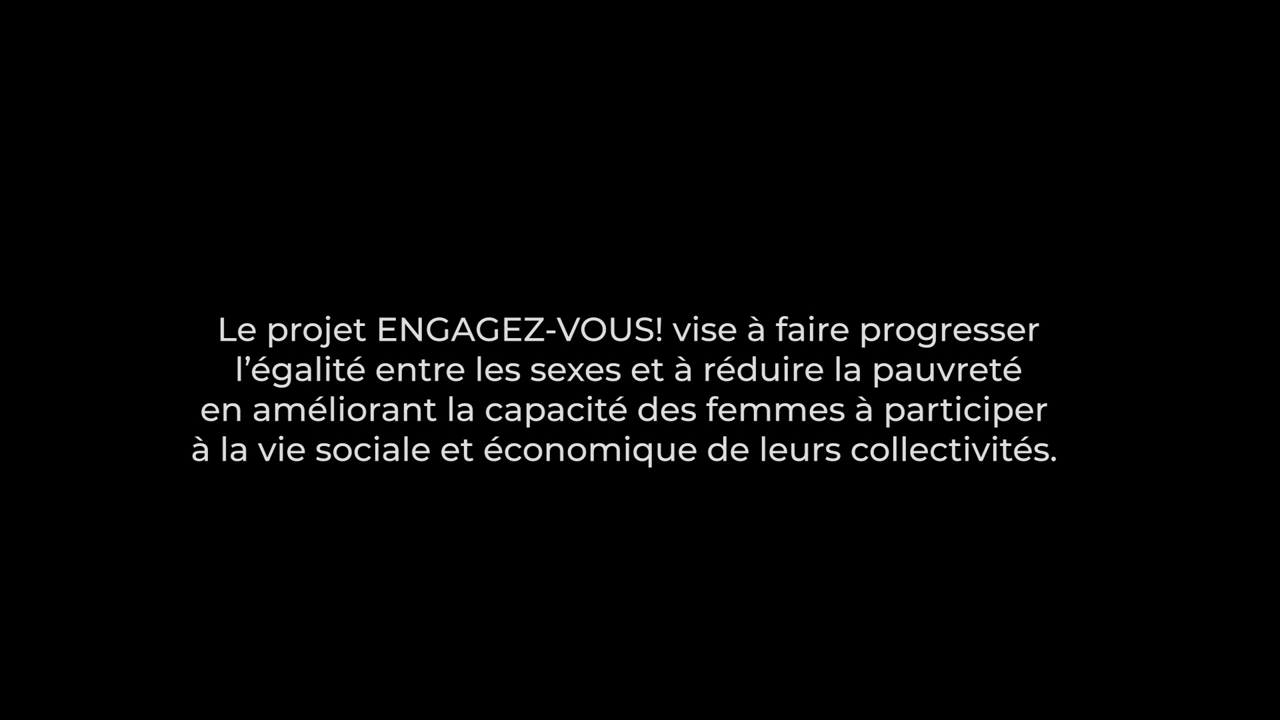 Le projet ENGAGEZ-VOUS! vise à faire progresser
l’égalité entre les sexes et à réduire la pauvreté
en améliorant la capacité des femmes à participer
à la vie sociale et économique de leurs collectivités.